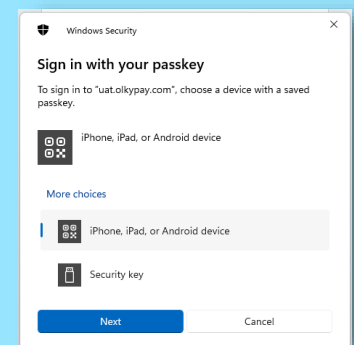 Windows Security
Sign in with your passkey
To sign in to "uat.olkypay.com", choose a device with a saved
passkey.
iPhone, iPad, or Android device
More choices
iPhone, iPad, or Android device
Security key
Next
Cancel